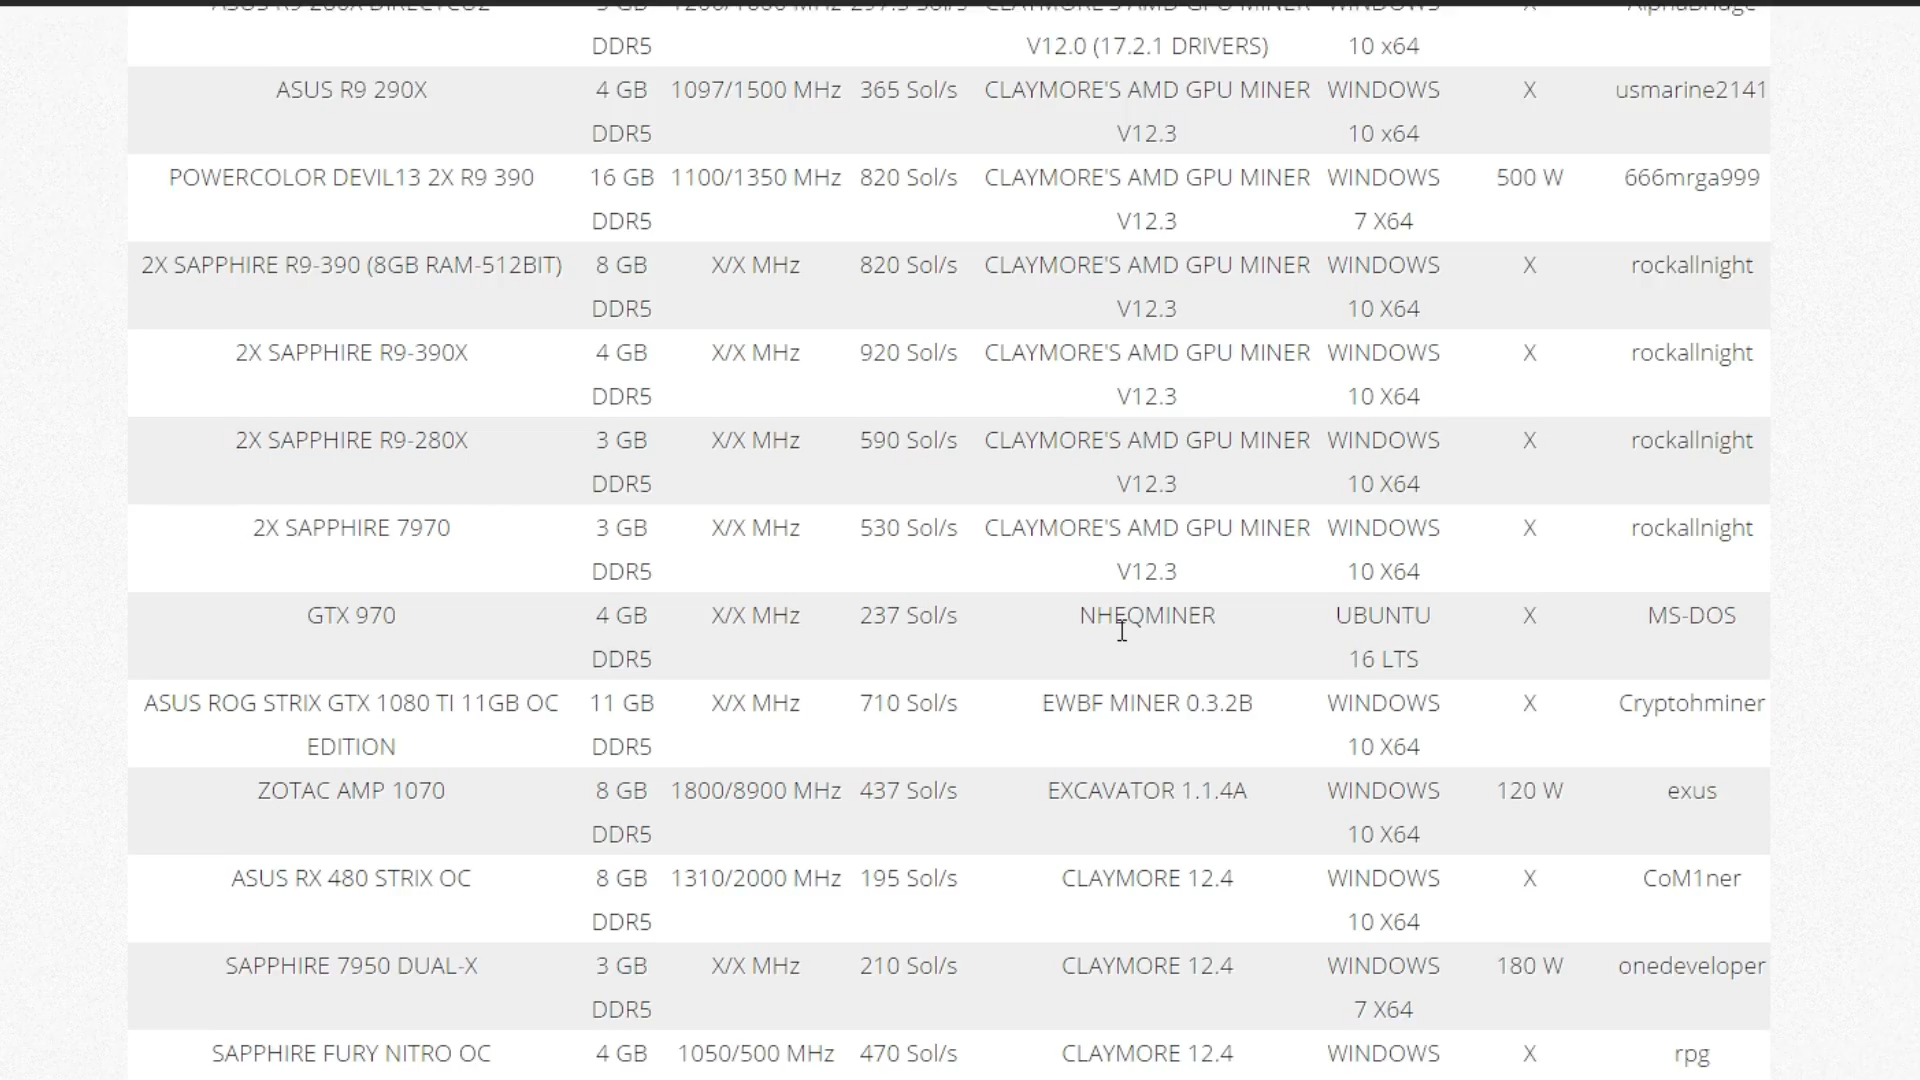 DDR5 V12.0 (17.2.1 DRIVERS) 10 x64
ASUS R9 290X 4 GB 1097/1500 MHz 365 Sol/s CLAYMORE'S AMD GPU MINER WINDOWS X usmarine2141
DDR5 V12.3 10 x64
POWERCOLOR DEVIL13 2X R9 390 16 GB 1100/1350 MHz 820 Sol/s CLAYMORE'S AMD GPU MINER WINDOWS 500 W 666mrga999
DDR5 V12.3 7 X64
2X SAPPHIRE R9-390 (8GB RAM-512BIT) 8 GB X/X MHz 820 Sol/s CLAYMORE'S AMD GPU MINER WINDOWS X rockallnight
DDR5 V12.3 10 X64
2X SAPPHIRE R9-390X 4 GB X/X MHz 920 Sol/s CLAYMORE'S AMD GPU MINER WINDOWS X rockallnight
DDR5 V12.3 10 X64
2X SAPPHIRE R9-280X 3 GB X/X MHz 590 Sol/s CLAYMORE'S AMD GPU MINER WINDOWS X rockallnight
DDR5 V12.3 10 X64
2X SAPPHIRE 7970 3 GB X/X MHz 530 Sol/s CLAYMORE'S AMD GPU MINER WINDOWS X rockallnight
DDR5 V12.3 10 X64
GTX 970 4 GB X/X MHz 237 Sol/s NHEQMINER UBUNTU X MS-DOS
DDR5 16 LTS
ASUS ROG STRIX GTX 1080 TI 11GB OC 11 GB X/X MHz 710 Sol/s EWBF MINER 0.3.2B WINDOWS X Cryptohminer
EDITION DDR5 10 X64
ZOTAC AMP 1070 8 GB 1800/8900 MHz 437 Sol/s EXCAVATOR 1.1.4A WINDOWS 120 W exus
DDR5 10 X64
ASUS RX 480 STRIX OC 8 GB 1310/2000 MHz 195 Sol/s CLAYMORE 12.4 WINDOWS X CoM1ner
DDR5 10 X64
SAPPHIRE 7950 DUAL-X 3 GB X/X MHz 210 Sol/s CLAYMORE 12.4 WINDOWS 180 W onedeveloper
DDR5 7 X64
SAPPHIRE FURY NITRO OC 4 GB 1050/500 MHz 470 Sol/s CLAYMORE 12.4 WINDOWS X rpg